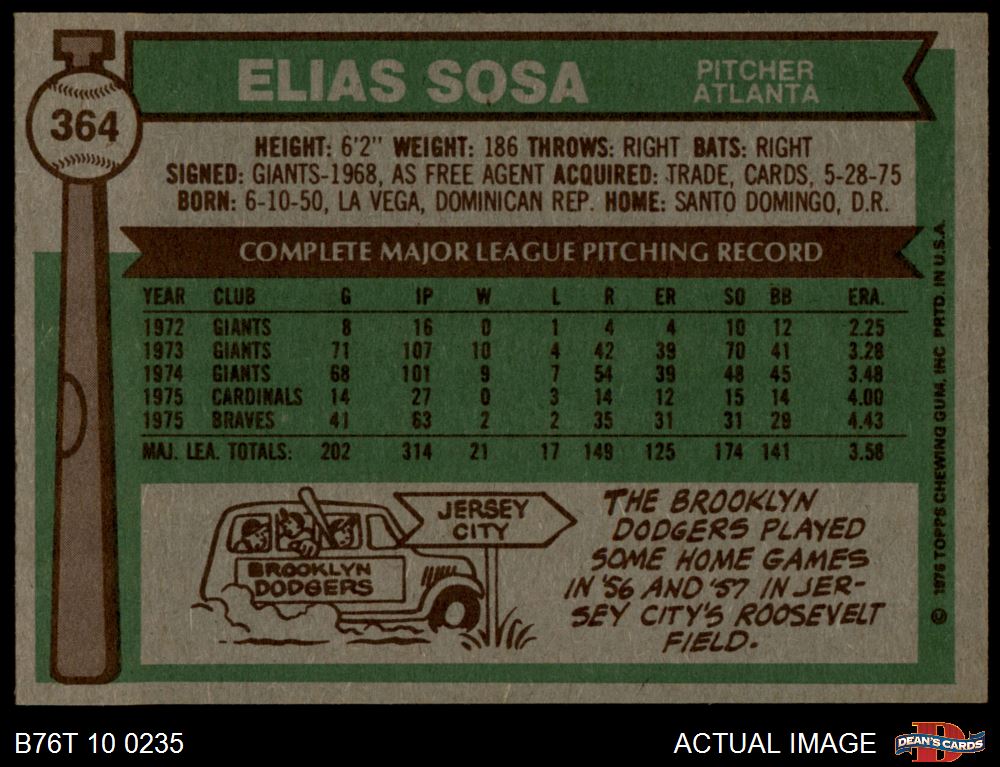 364
ELIAS SOSA
PITCHER
ATLANTA
HEIGHT: 6'2" WEIGHT: 186 THROWS: RIGHT BATS: RIGHT
SIGNED: GIANTS-1968, AS FREE AGENT ACQUIRED: TRADE, CARDS, 5-28-75
BORN: 6-10-50, LA VEGA, DOMINICAN REP. HOME: SANTO DOMINGO, D.R.
COMPLETE MAJOR LEAGUE PITCHING RECORD
YEAR CLUB G IP W L R ER SO BB ERA.
1972 GIANTS 8 16 0 1 4 4 10 12 2.25
1973 GIANTS 71 107 10 4 42 39 70 41 3.28
1974 GIANTS 68 101 9 7 54 39 48 45 3.48
1975 CARDINALS 14 27 0 3 14 12 15 14 4.00
1975 BRAVES 41 63 2 2 35 31 31 29 4.43
MAJ. LEA. TOTALS: 202 314 21 17 149 125 174 141 3.58
JERSEY
CITY
BROOKLYN
DODGERS
THE BROOKLYN
DODGERS PLAYED
SOME HOME GAMES
IN '56 AND '57 IN JER-
SEY CITY'S ROOSEVELT
FIELD.
© 1976 TOPPS CHEWING GUM, INC PRTD. IN U.S.A.
B76T 10 0235
ACTUAL IMAGE
D
DEAN'S CARDS